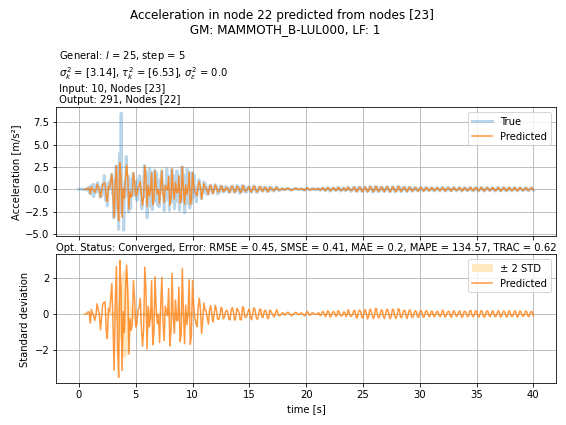 Acceleration in node 22 predicted from nodes [23]
GM: MAMMOTH_B-LUL000, LF: 1
General: l = 25, step = 5
σ²ₖ = [3.14], τ²ₖ = [6.53], σ²ε = 0.0
Input: 10, Nodes [23]
Output: 291, Nodes [22]
True
Predicted
Acceleration [m/s²]
7.5
5.0
2.5
0.0
−2.5
−5.0
Opt. Status: Converged, Error: RMSE = 0.45, SMSE = 0.41, MAE = 0.2, MAPE = 134.57, TRAC = 0.62
± 2 STD
Predicted
Standard deviation
2
0
−2
0 5 10 15 20 25 30 35 40
time [s]